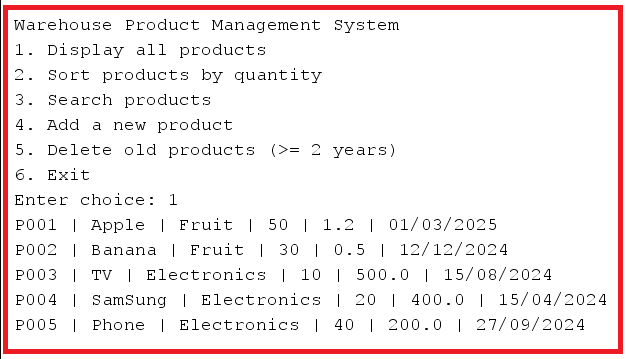 Warehouse Product Management System
1. Display all products
2. Sort products by quantity
3. Search products
4. Add a new product
5. Delete old products (>= 2 years)
6. Exit
Enter choice: 1
P001 | Apple | Fruit | 50 | 1.2 | 01/03/2025
P002 | Banana | Fruit | 30 | 0.5 | 12/12/2024
P003 | TV | Electronics | 10 | 500.0 | 15/08/2024
P004 | SamSung | Electronics | 20 | 400.0 | 15/04/2024
P005 | Phone | Electronics | 40 | 200.0 | 27/09/2024